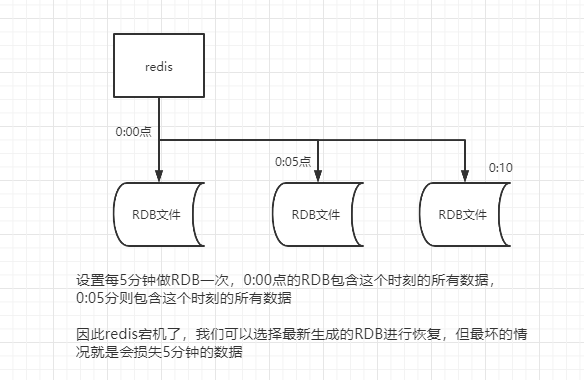 redis
0:00点
0:05点
0:10
RDB文件
RDB文件
RDB文件
设置每5分钟做RDB一次，0:00点的RDB包含这个时刻的所有数据，
0:05分则包含这个时刻的所有数据
因此redis宕机了，我们可以选择最新生成的RDB进行恢复，但最坏的情
况就是会损失5分钟的数据